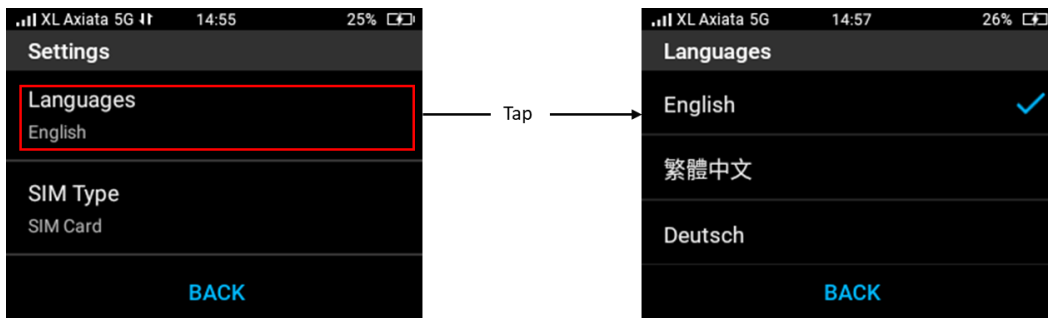 XL Axiata 5G 14:55 25%
Settings
Languages
English
SIM Type
SIM Card
BACK
Tap
XL Axiata 5G 14:57 26%
Languages
English
繁體中文
Deutsch
BACK